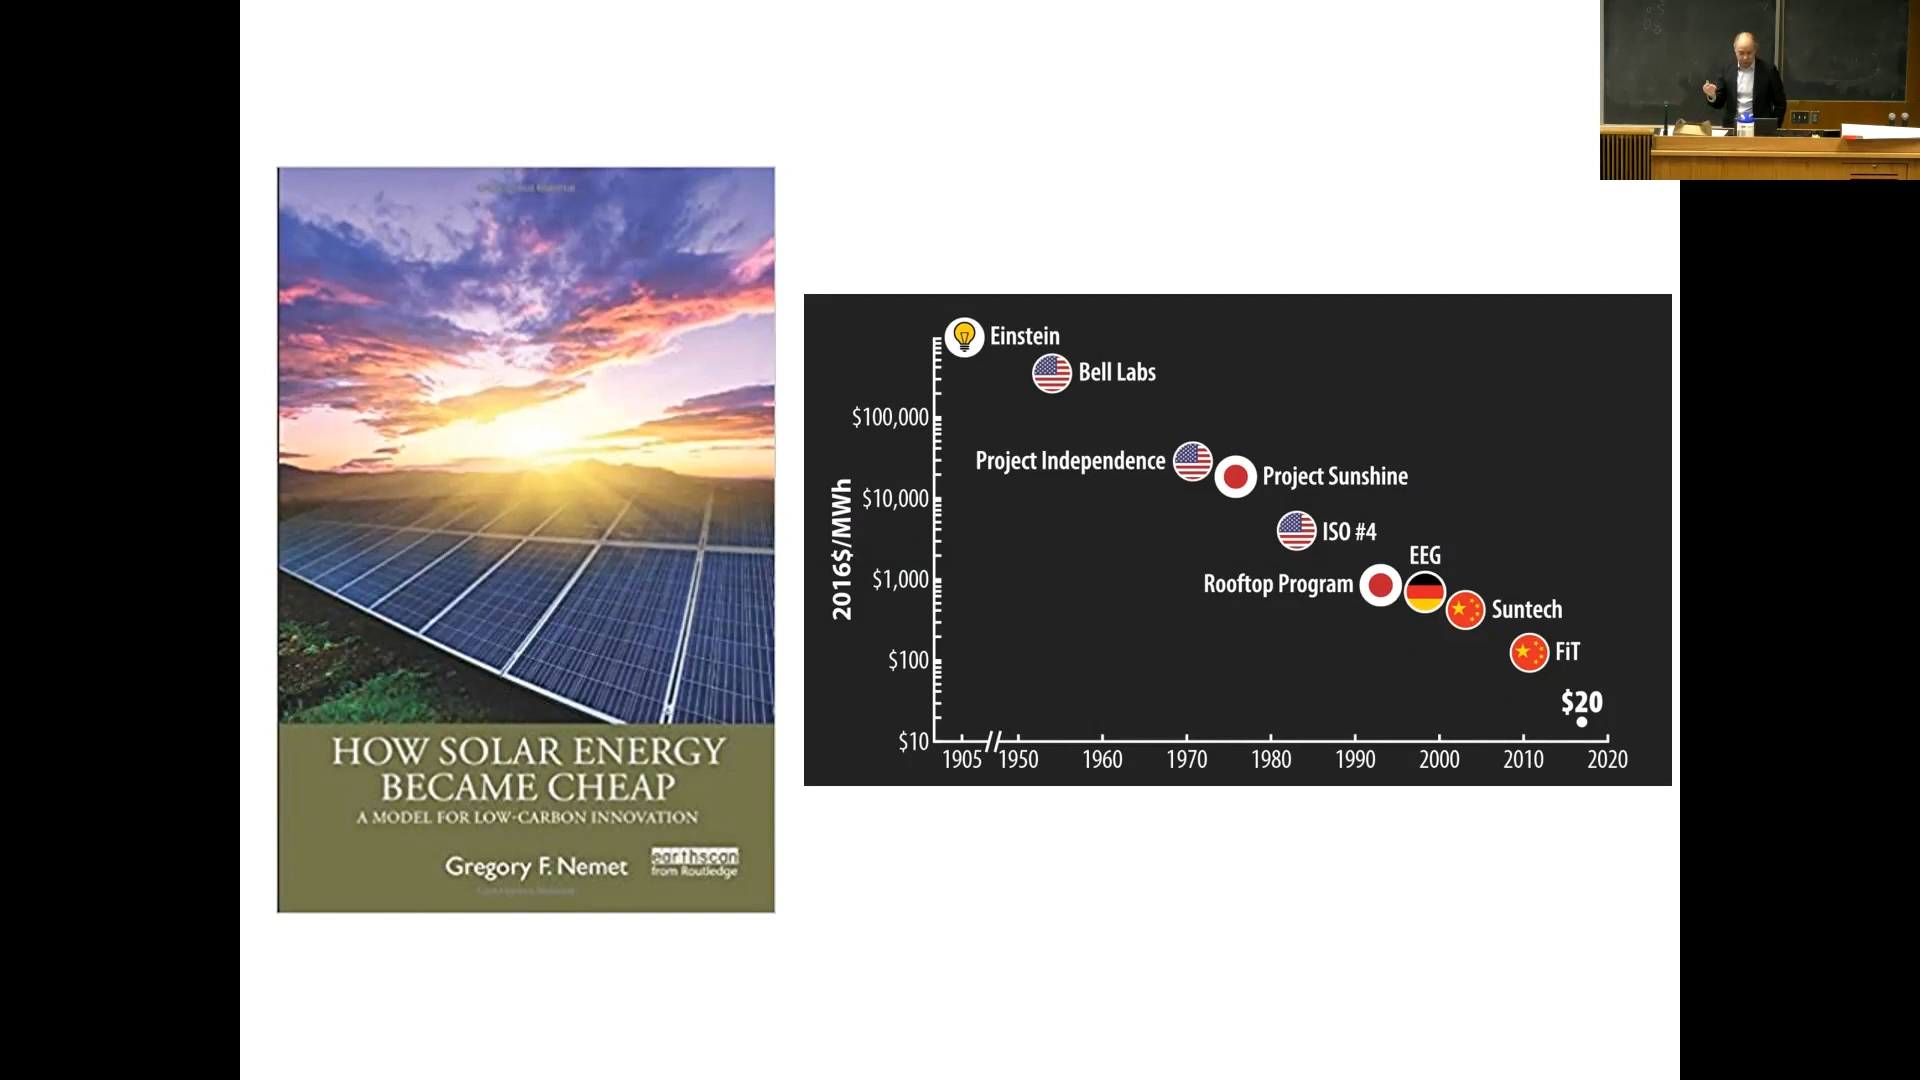 HOW SOLAR ENERGY
BECAME CHEAP
A MODEL FOR LOW-CARBON INNOVATION
Gregory F. Nemet
earthscan
from Routledge
Einstein
Bell Labs
$100,000
Project Independence
Project Sunshine
$10,000
ISO #4
EEG
$1,000
Rooftop Program
Suntech
FiT
$100
$20
$10
2016$/MWh
1905
1950
1960
1970
1980
1990
2000
2010
2020